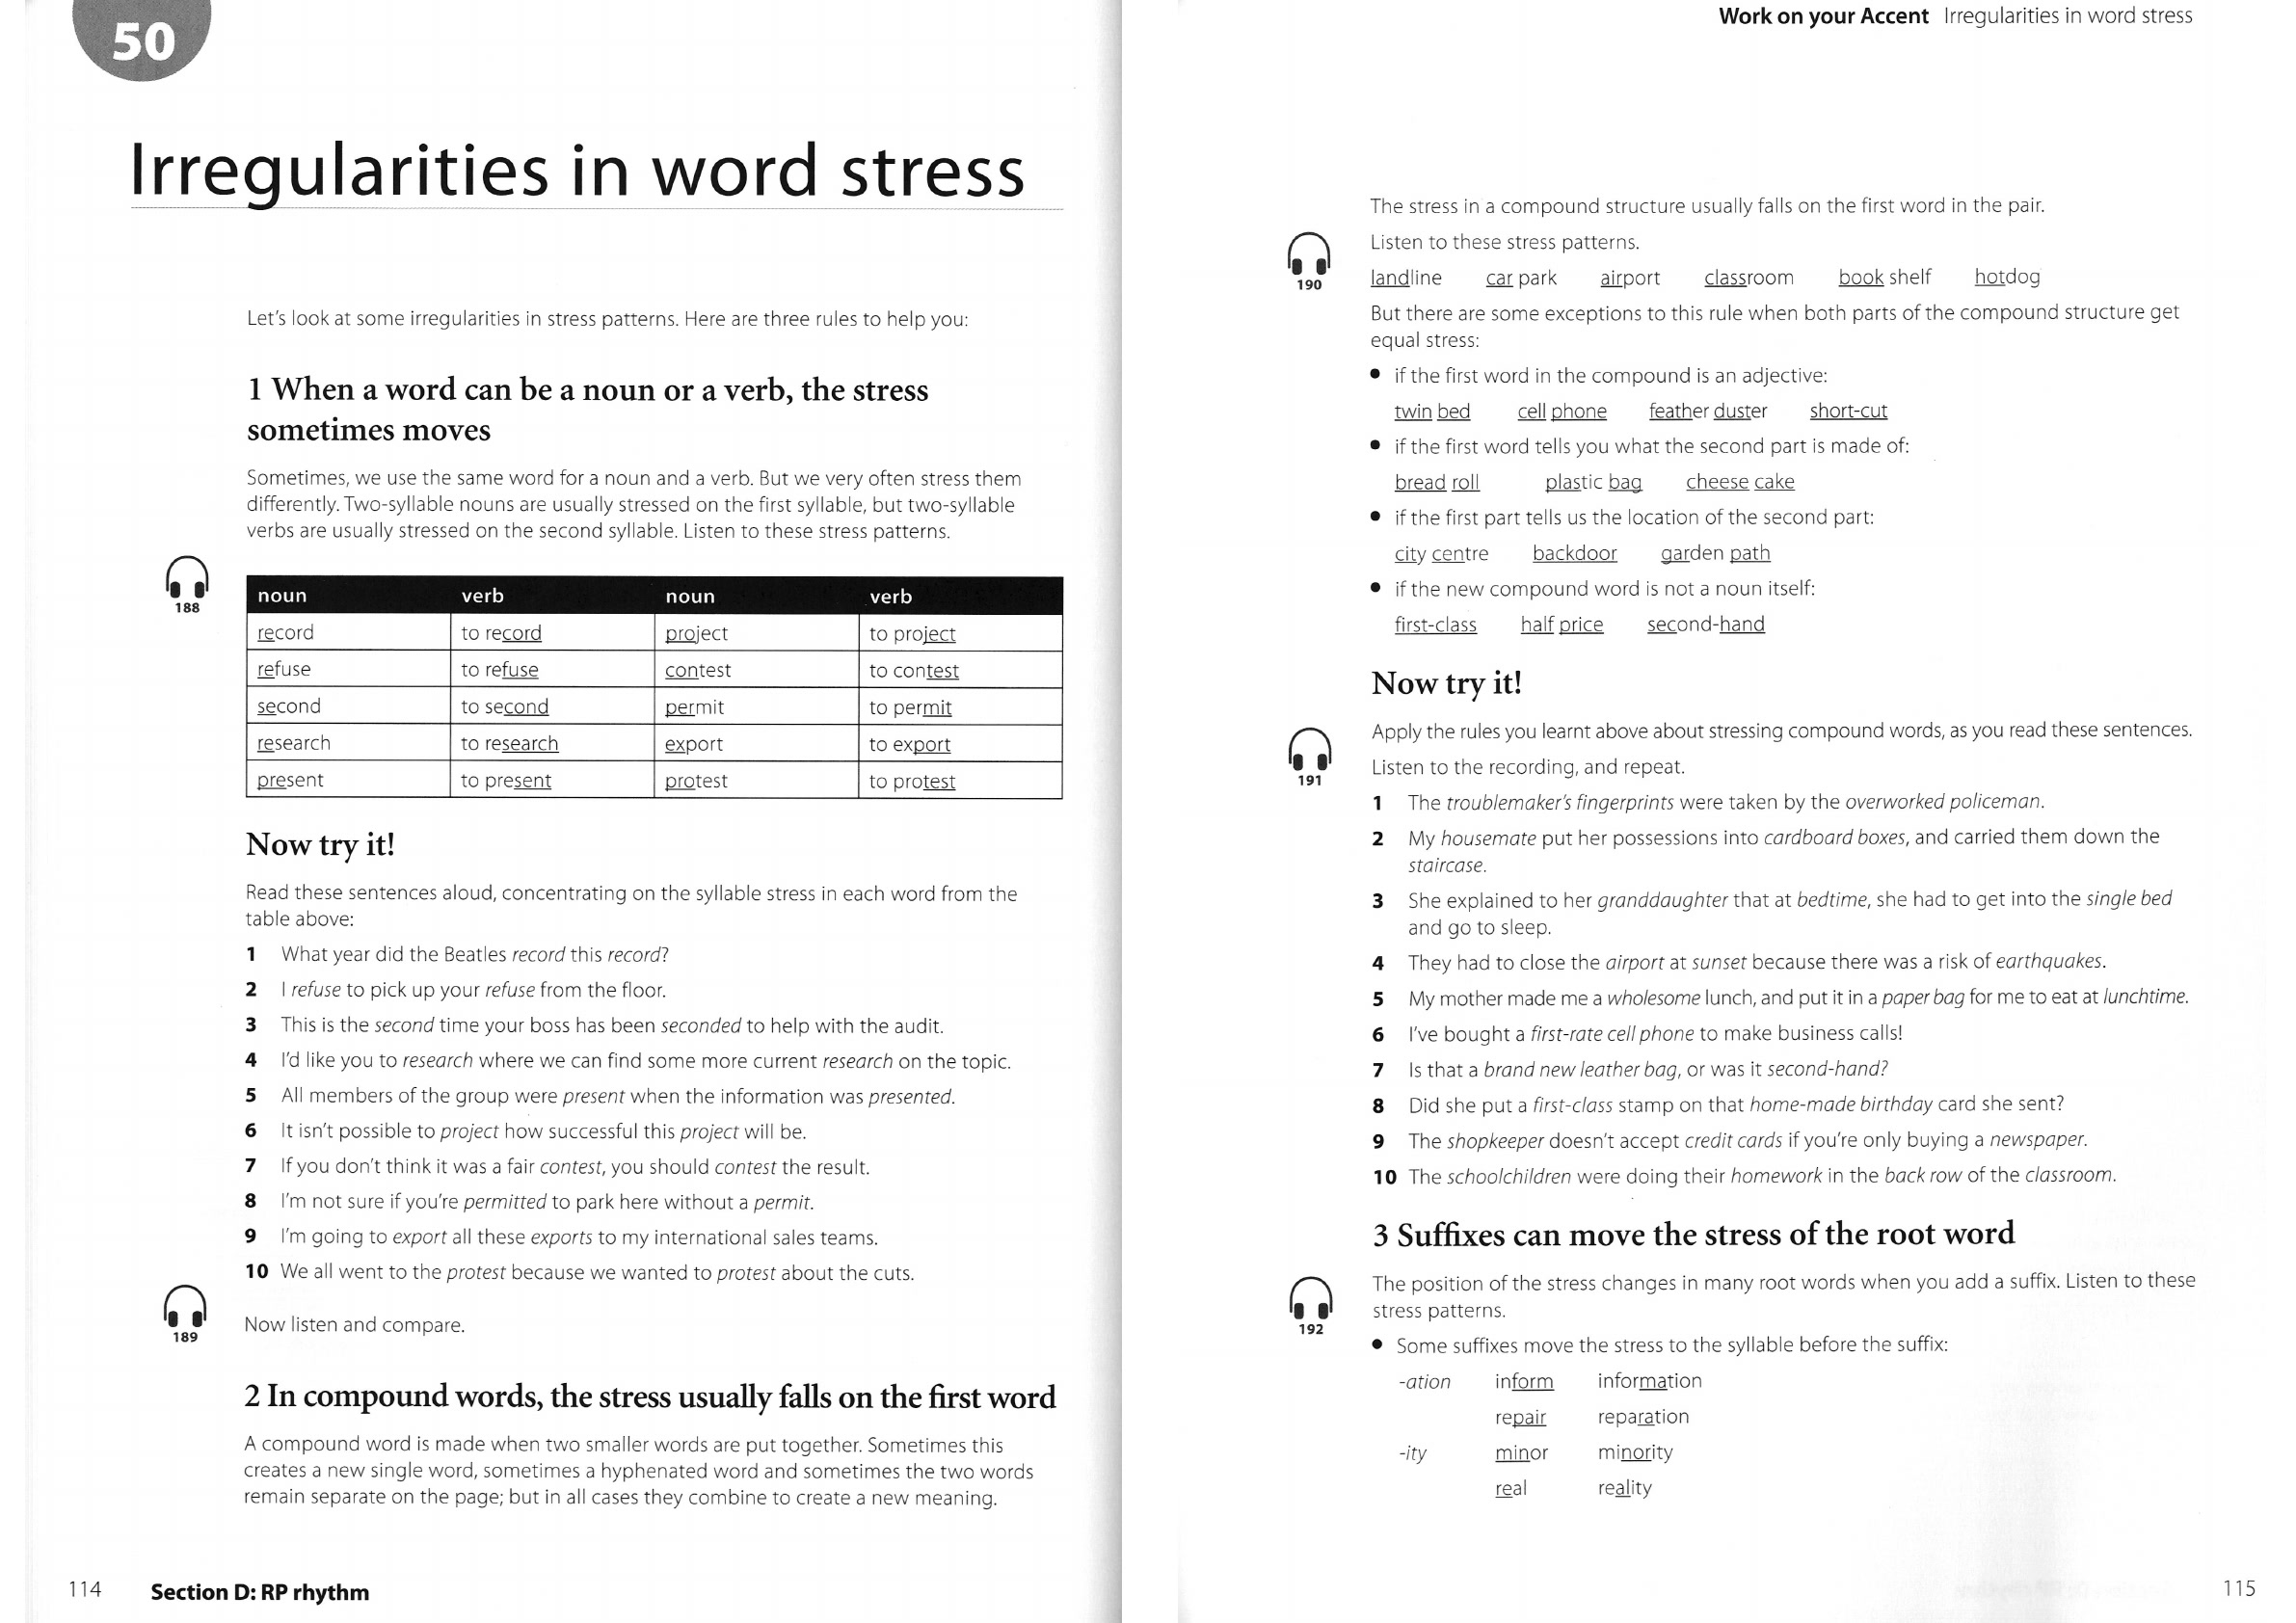 50
Irregularities in word stress
Let's look at some irregularities in stress patterns. Here are three rules to help you:
1 When a word can be a noun or a verb, the stress
sometimes moves
Sometimes, we use the same word for a noun and a verb. But we very often stress them
differently. Two-syllable nouns are usually stressed on the first syllable, but two-syllable
verbs are usually stressed on the second syllable. Listen to these stress patterns.
188
noun verb noun verb
record to record project to project
refuse to refuse contest to contest
second to second permit to permit
research to research export to export
present to present protest to protest
Now try it!
Read these sentences aloud, concentrating on the syllable stress in each word from the
table above:
1 What year did the Beatles record this record?
2 I refuse to pick up your refuse from the floor.
3 This is the second time your boss has been seconded to help with the audit.
4 I'd like you to research where we can find some more current research on the topic.
5 All members of the group were present when the information was presented.
6 It isn't possible to project how successful this project will be.
7 If you don't think it was a fair contest, you should contest the result.
8 I'm not sure if you're permitted to park here without a permit.
9 I'm going to export all these exports to my international sales teams.
10 We all went to the protest because we wanted to protest about the cuts.
189
Now listen and compare.
2 In compound words, the stress usually falls on the first word
A compound word is made when two smaller words are put together. Sometimes this
creates a new single word, sometimes a hyphenated word and sometimes the two words
remain separate on the page; but in all cases they combine to create a new meaning.
114 Section D: RP rhythm
Work on your Accent Irregularities in word stress
The stress in a compound structure usually falls on the first word in the pair.
Listen to these stress patterns.
190
landline car park airport classroom book shelf hotdog
But there are some exceptions to this rule when both parts of the compound structure get
equal stress:
• if the first word in the compound is an adjective:
twin bed cell phone feather duster short-cut
• if the first word tells you what the second part is made of:
bread roll plastic bag cheese cake
• if the first part tells us the location of the second part:
city centre backdoor garden path
• if the new compound word is not a noun itself:
first-class half price second-hand
Now try it!
Apply the rules you learnt above about stressing compound words, as you read these sentences.
191
Listen to the recording, and repeat.
1 The troublemaker's fingerprints were taken by the overworked policeman.
2 My housemate put her possessions into cardboard boxes, and carried them down the
staircase.
3 She explained to her granddaughter that at bedtime, she had to get into the single bed
and go to sleep.
4 They had to close the airport at sunset because there was a risk of earthquakes.
5 My mother made me a wholesome lunch, and put it in a paper bag for me to eat at lunchtime.
6 I've bought a first-rate cell phone to make business calls!
7 Is that a brand new leather bag, or was it second-hand?
8 Did she put a first-class stamp on that home-made birthday card she sent?
9 The shopkeeper doesn't accept credit cards if you're only buying a newspaper.
10 The schoolchildren were doing their homework in the back row of the classroom.
3 Suffixes can move the stress of the root word
The position of the stress changes in many root words when you add a suffix. Listen to these
stress patterns.
192
• Some suffixes move the stress to the syllable before the suffix:
-ation inform information
repair reparation
-ity minor minority
real reality
115